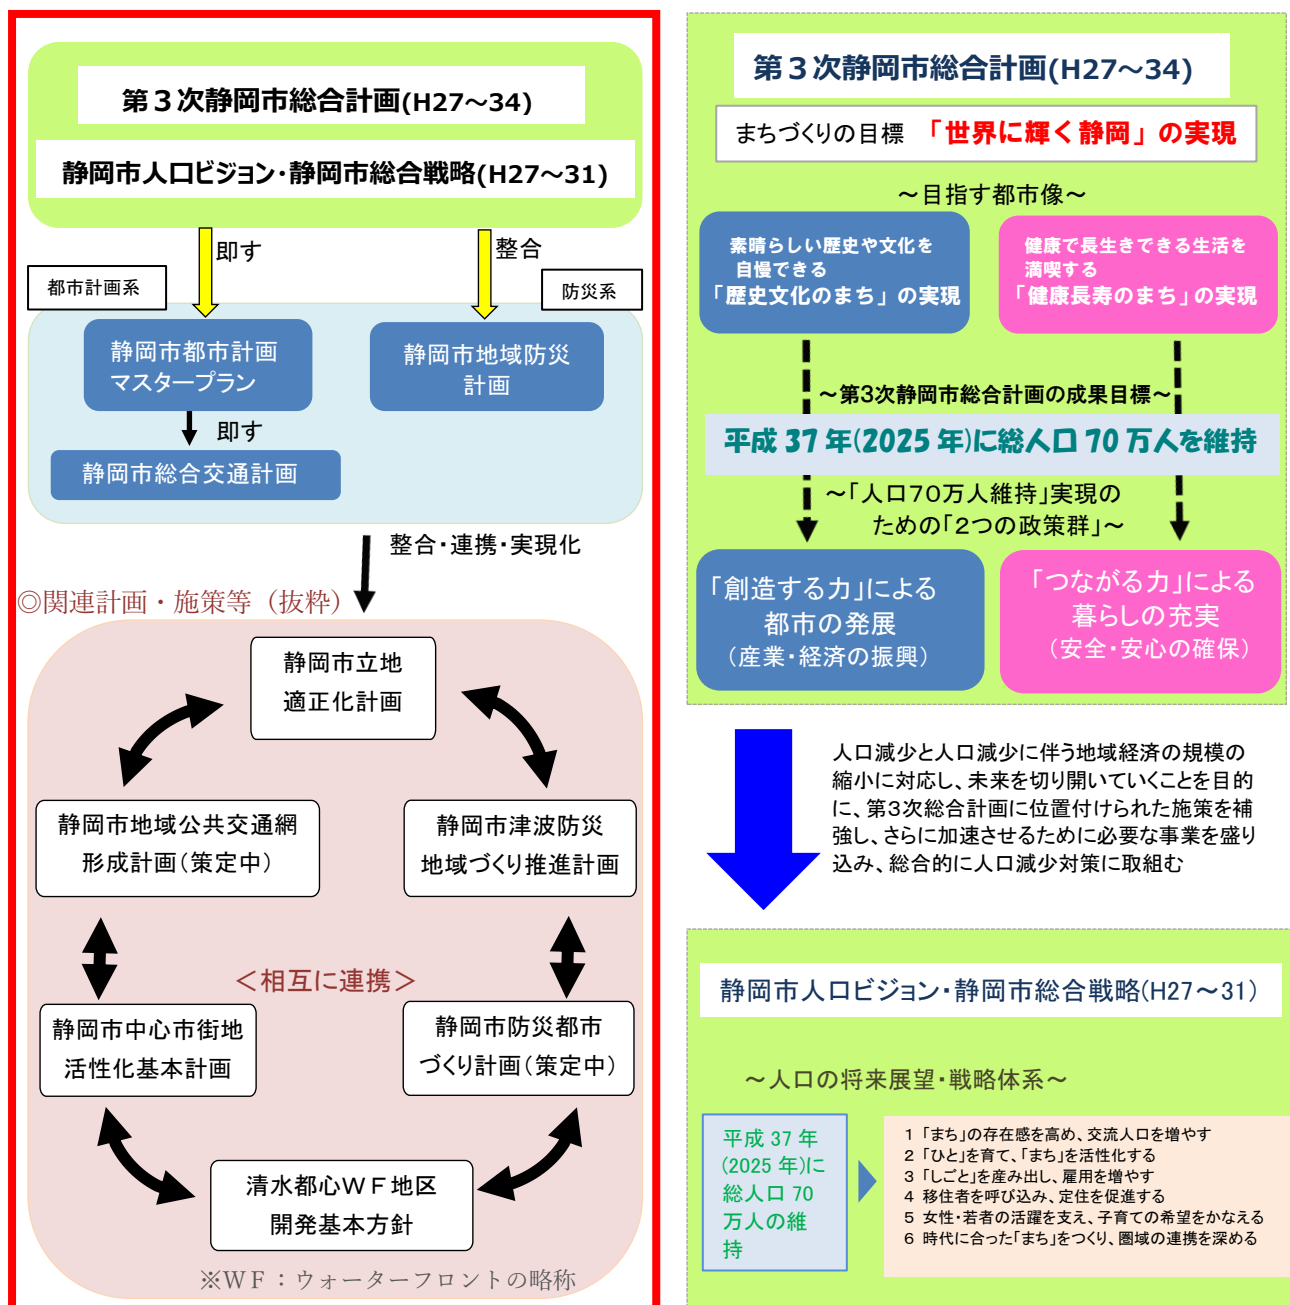 第３次静岡市総合計画(H27～34)
静岡市人口ビジョン・静岡市総合戦略(H27～31)
即す
整合
都市計画系
防災系
静岡市都市計画
マスタープラン
静岡市地域防災
計画
即す
静岡市総合交通計画
整合・連携・実現化
◎関連計画・施策等（抜粋）
静岡市立地
適正化計画
静岡市地域公共交通網
形成計画（策定中）
静岡市津波防災
地域づくり推進計画
＜相互に連携＞
静岡市中心市街地
活性化基本計画
静岡市防災都市
づくり計画（策定中）
清水都心ＷＦ地区
開発基本方針
※ＷＦ：ウォーターフロントの略称
第３次静岡市総合計画(H27～34)
まちづくりの目標 「世界に輝く静岡」の実現
～目指す都市像～
素晴らしい歴史や文化を
自慢できる
「歴史文化のまち」の実現
健康で長生きできる生活を
満喫する
「健康長寿のまち」の実現
～第3次静岡市総合計画の成果目標～
平成 37 年(2025 年)に総人口 70 万人を維持
～「人口７０万人維持」実現の
ための「２つの政策群」～
「創造する力」による
都市の発展
（産業・経済の振興）
「つながる力」による
暮らしの充実
（安全・安心の確保）
人口減少と人口減少に伴う地域経済の規模の
縮小に対応し、未来を切り開いていくことを目的
に、第３次総合計画に位置付けられた施策を補
強し、さらに加速させるために必要な事業を盛り
込み、総合的に人口減少対策に取組む
静岡市人口ビジョン・静岡市総合戦略(H27～31)
～人口の将来展望・戦略体系～
平成 37 年
(2025 年)に
総人口 70
万人の維
持
1 「まち」の存在感を高め、交流人口を増やす
2 「ひと」を育て、「まち」を活性化する
3 「しごと」を産み出し、雇用を増やす
4 移住者を呼び込み、定住を促進する
5 女性・若者の活躍を支え、子育ての希望をかなえる
6 時代に合った「まち」をつくり、圏域の連携を深める